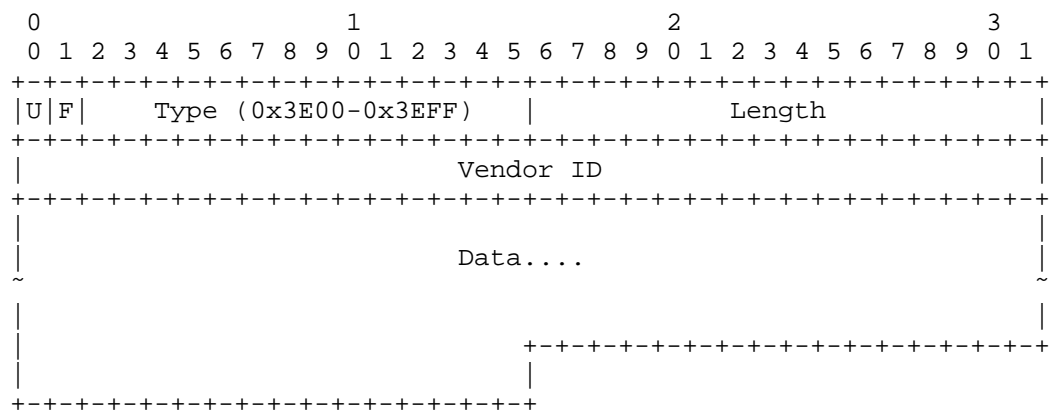 0                   1                   2                   3
 0 1 2 3 4 5 6 7 8 9 0 1 2 3 4 5 6 7 8 9 0 1 2 3 4 5 6 7 8 9 0 1
+-+-+-+-+-+-+-+-+-+-+-+-+-+-+-+-+-+-+-+-+-+-+-+-+-+-+-+-+-+-+-+-+
|U|F|    Type (0x3E00-0x3EFF)   |            Length             |
+-+-+-+-+-+-+-+-+-+-+-+-+-+-+-+-+-+-+-+-+-+-+-+-+-+-+-+-+-+-+-+-+
|                           Vendor ID                           |
+-+-+-+-+-+-+-+-+-+-+-+-+-+-+-+-+-+-+-+-+-+-+-+-+-+-+-+-+-+-+-+-+
|                                                               |
|                           Data....                            |
~                                                               ~
|                                                               |
|                               +-+-+-+-+-+-+-+-+-+-+-+-+-+-+-+-+
|                               |
+-+-+-+-+-+-+-+-+-+-+-+-+-+-+-+-+